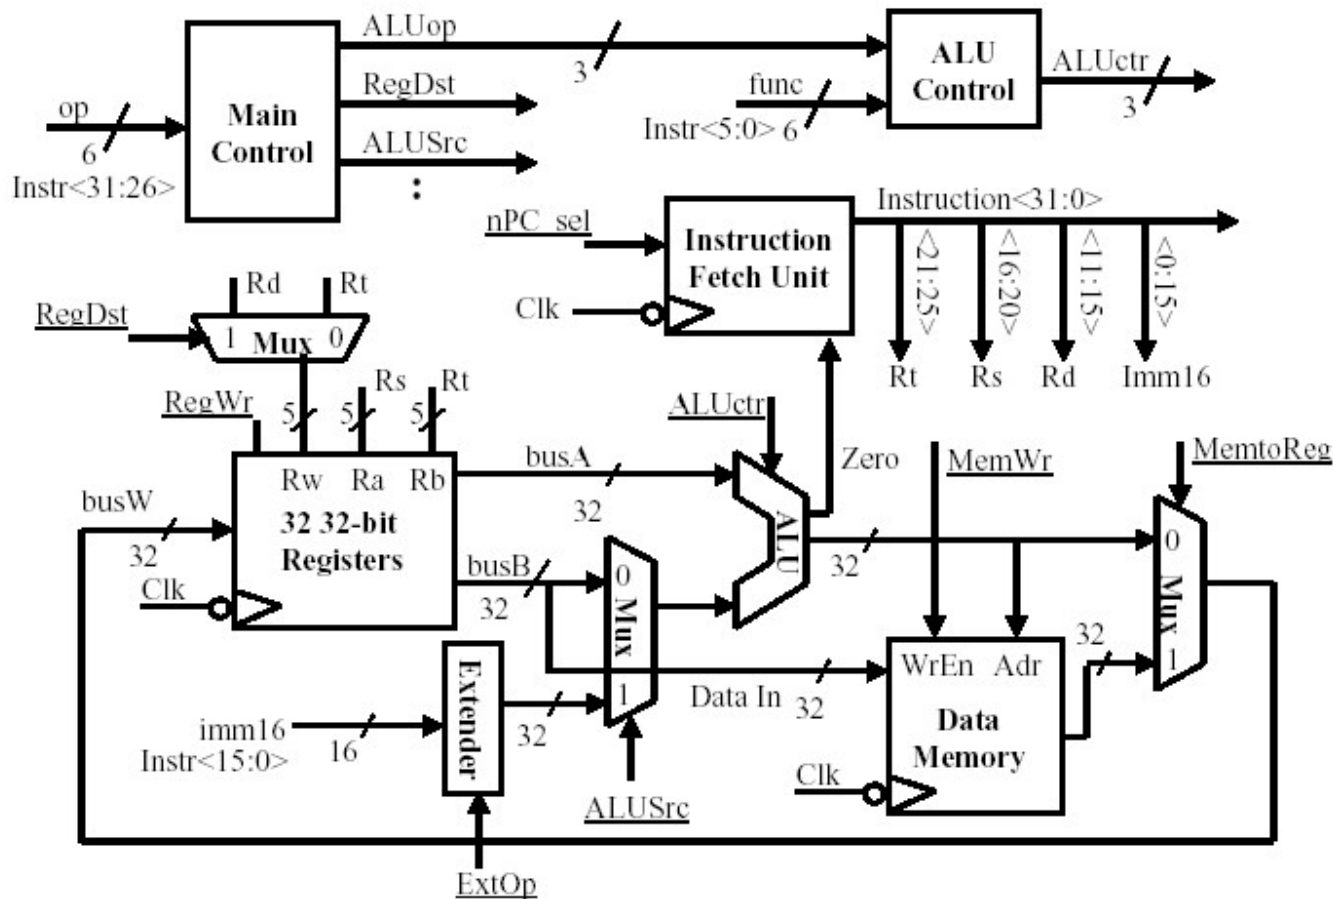 ALUop
3
RegDst
ALUSrc
:
op
6
Instr<31:26>
Main
Control
func
Instr<5:0> 6
ALU
Control
ALUctr
3
nPC_sel
Instruction
Fetch Unit
Clk
Instruction<31:0>
<21:25>
<16:20>
<11:15>
<0:15>
Rt
Rs
Rd
Imm16
Rd
Rt
RegDst
1 Mux 0
RegWr
5
Rs
5
Rt
5
busW
32
Rw Ra Rb
32 32-bit
Registers
Clk
busA
32
busB
32
0
Mux
1
ALUctr
ALU
Zero
32
MemWr
MemtoReg
0
Mux
1
32
WrEn Adr
Data
Memory
Data In
32
Clk
imm16
Instr<15:0>
16
Extender
32
ALUSrc
ExtOp